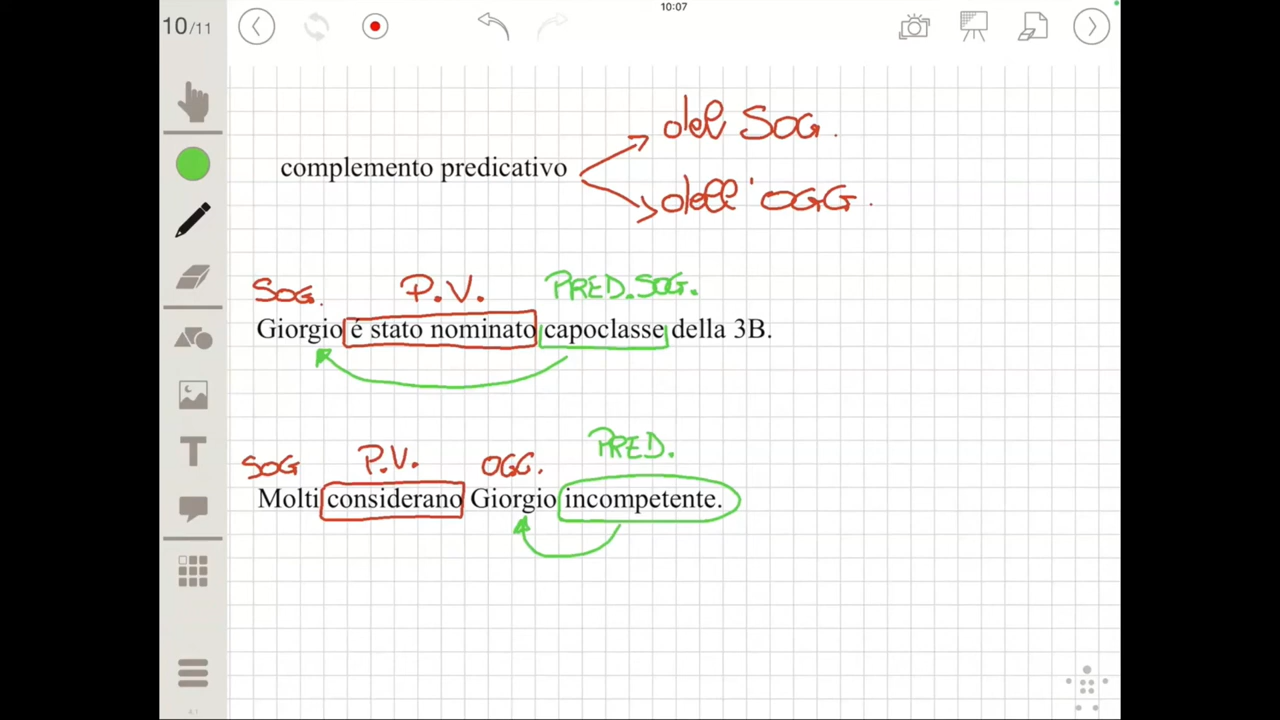 10:07
10/11
del SOG.
complemento predicativo
dell'OGG.
SOG. P.V. PRED.SOG.
Giorgio é stato nominato capoclasse della 3B.
SOG P.V. OGG. PRED.
Molti considerano Giorgio incompetente.
T